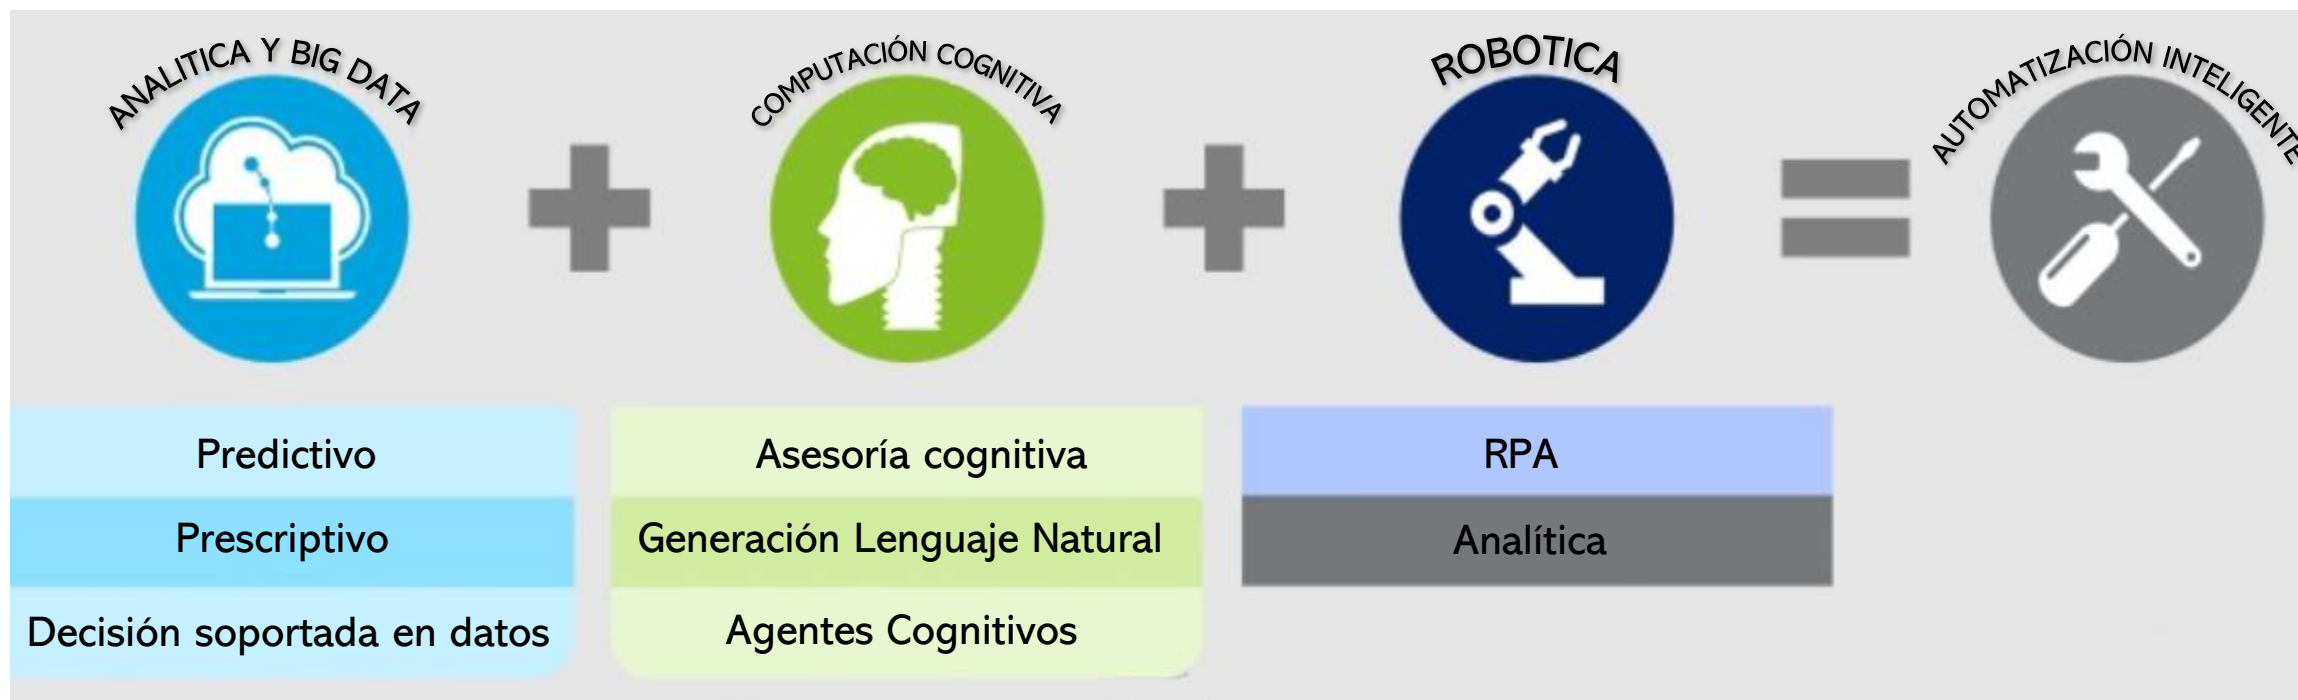 ANALITICA Y BIG DATA
COMPUTACIÓN COGNITIVA
ROBOTICA
AUTOMATIZACIÓN INTELIGENTE
Predictivo
Prescriptivo
Decisión soportada en datos
Asesoría cognitiva
Generación Lenguaje Natural
Agentes Cognitivos
RPA
Analítica